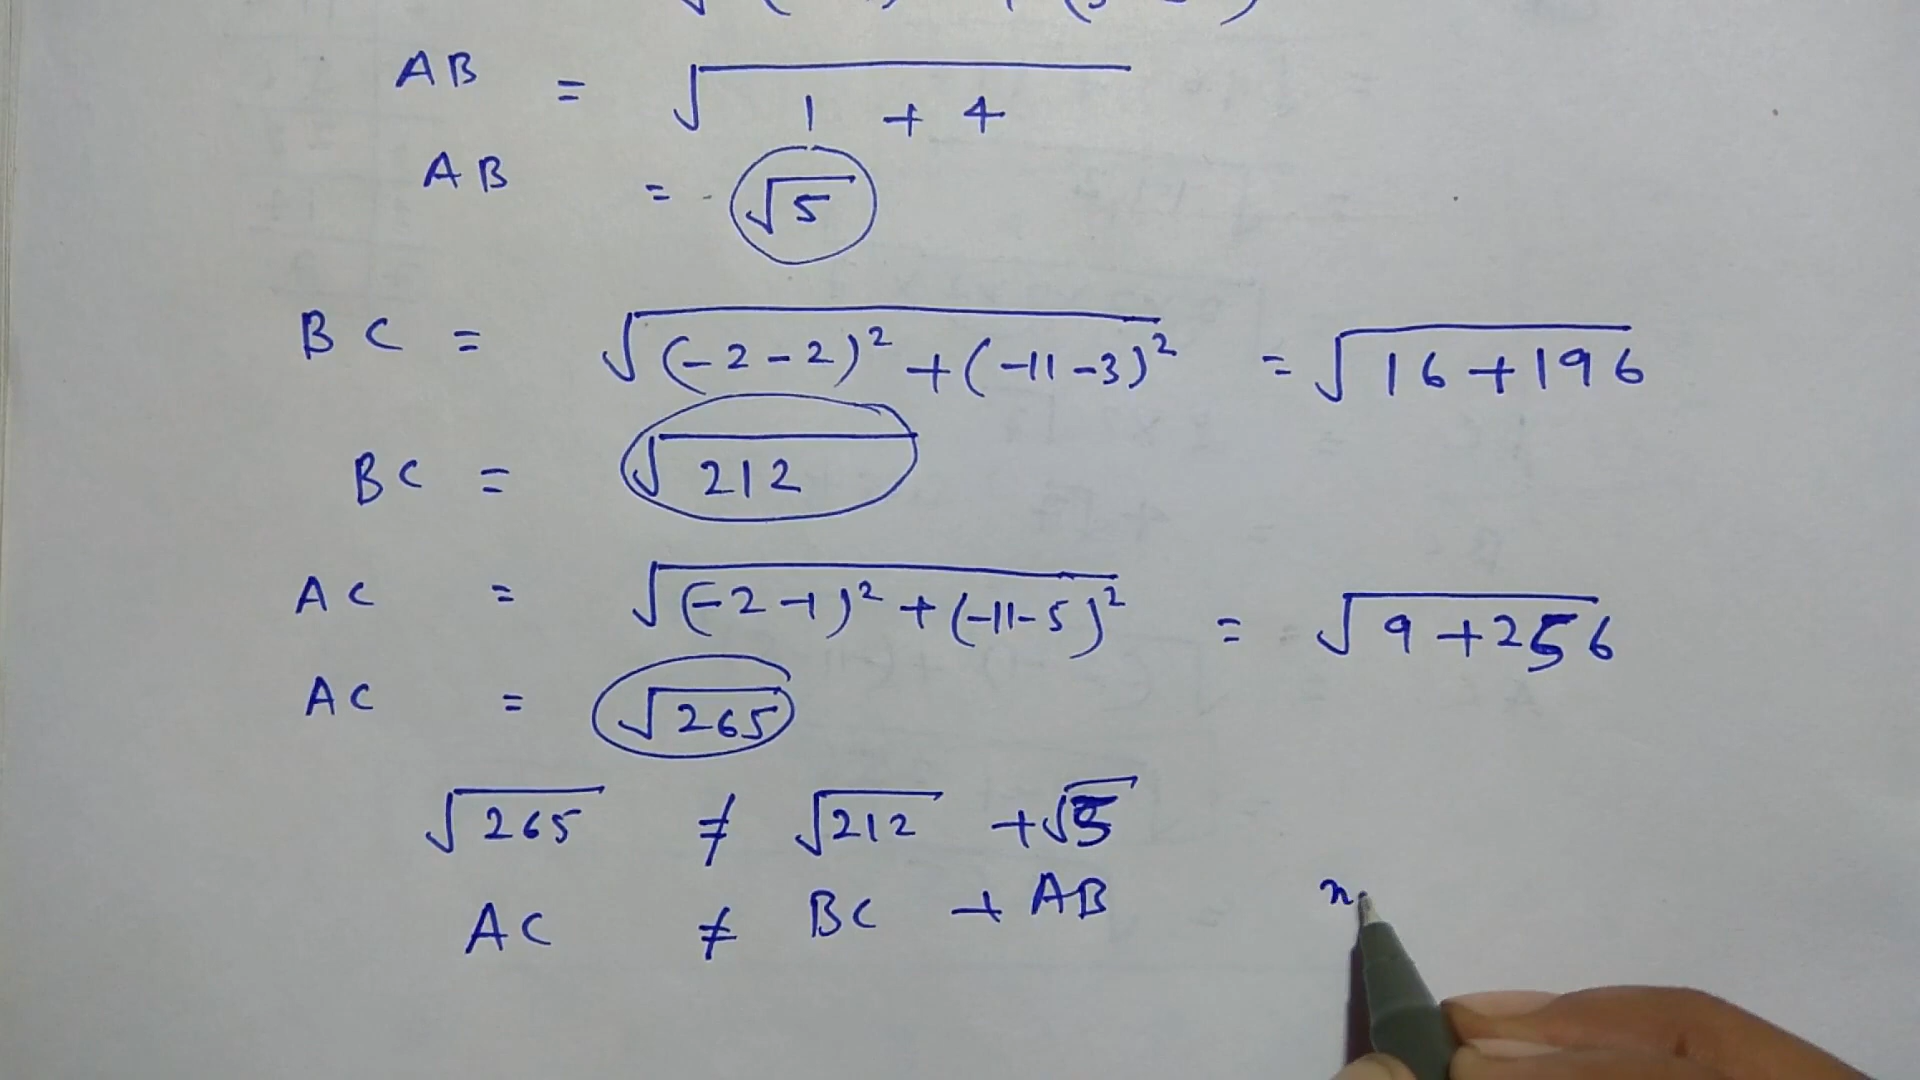 AB = √1 + 4
AB = √5
BC = √(-2-2)² + (-11-3)² = √16+196
BC = √212
AC = √(-2-1)² + (-11-5)² = √9+256
AC = √265
√265 ≠ √212 + √5
AC ≠ BC + AB